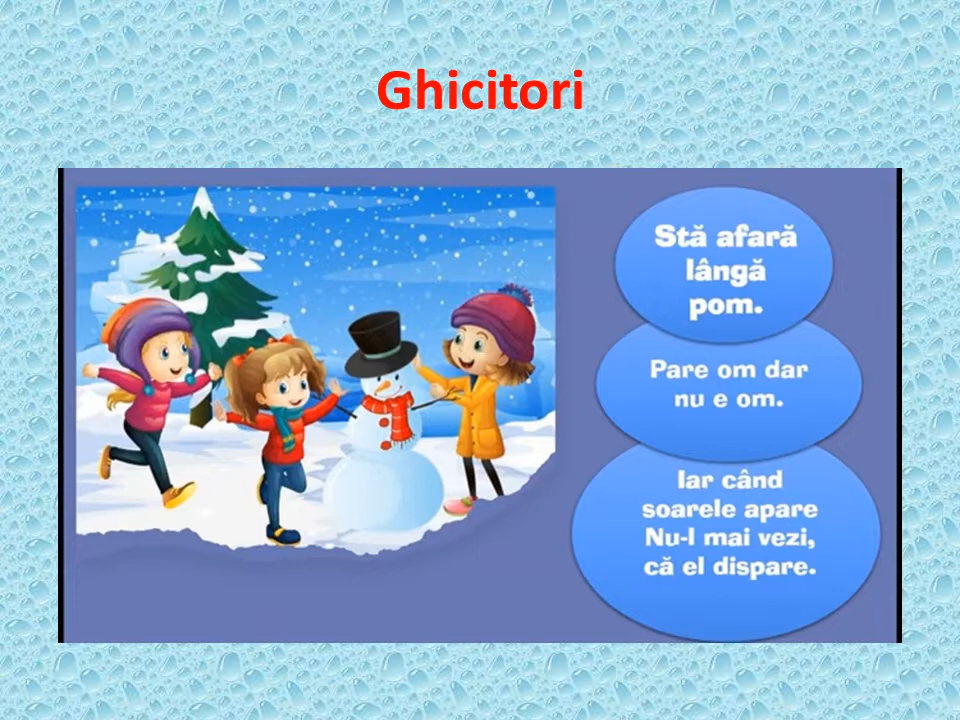 Ghicitori
Stă afară
lângă
pom.
Pare om dar
nu e om.
Iar când
soarele apare
Nu-l mai vezi,
că el dispare.